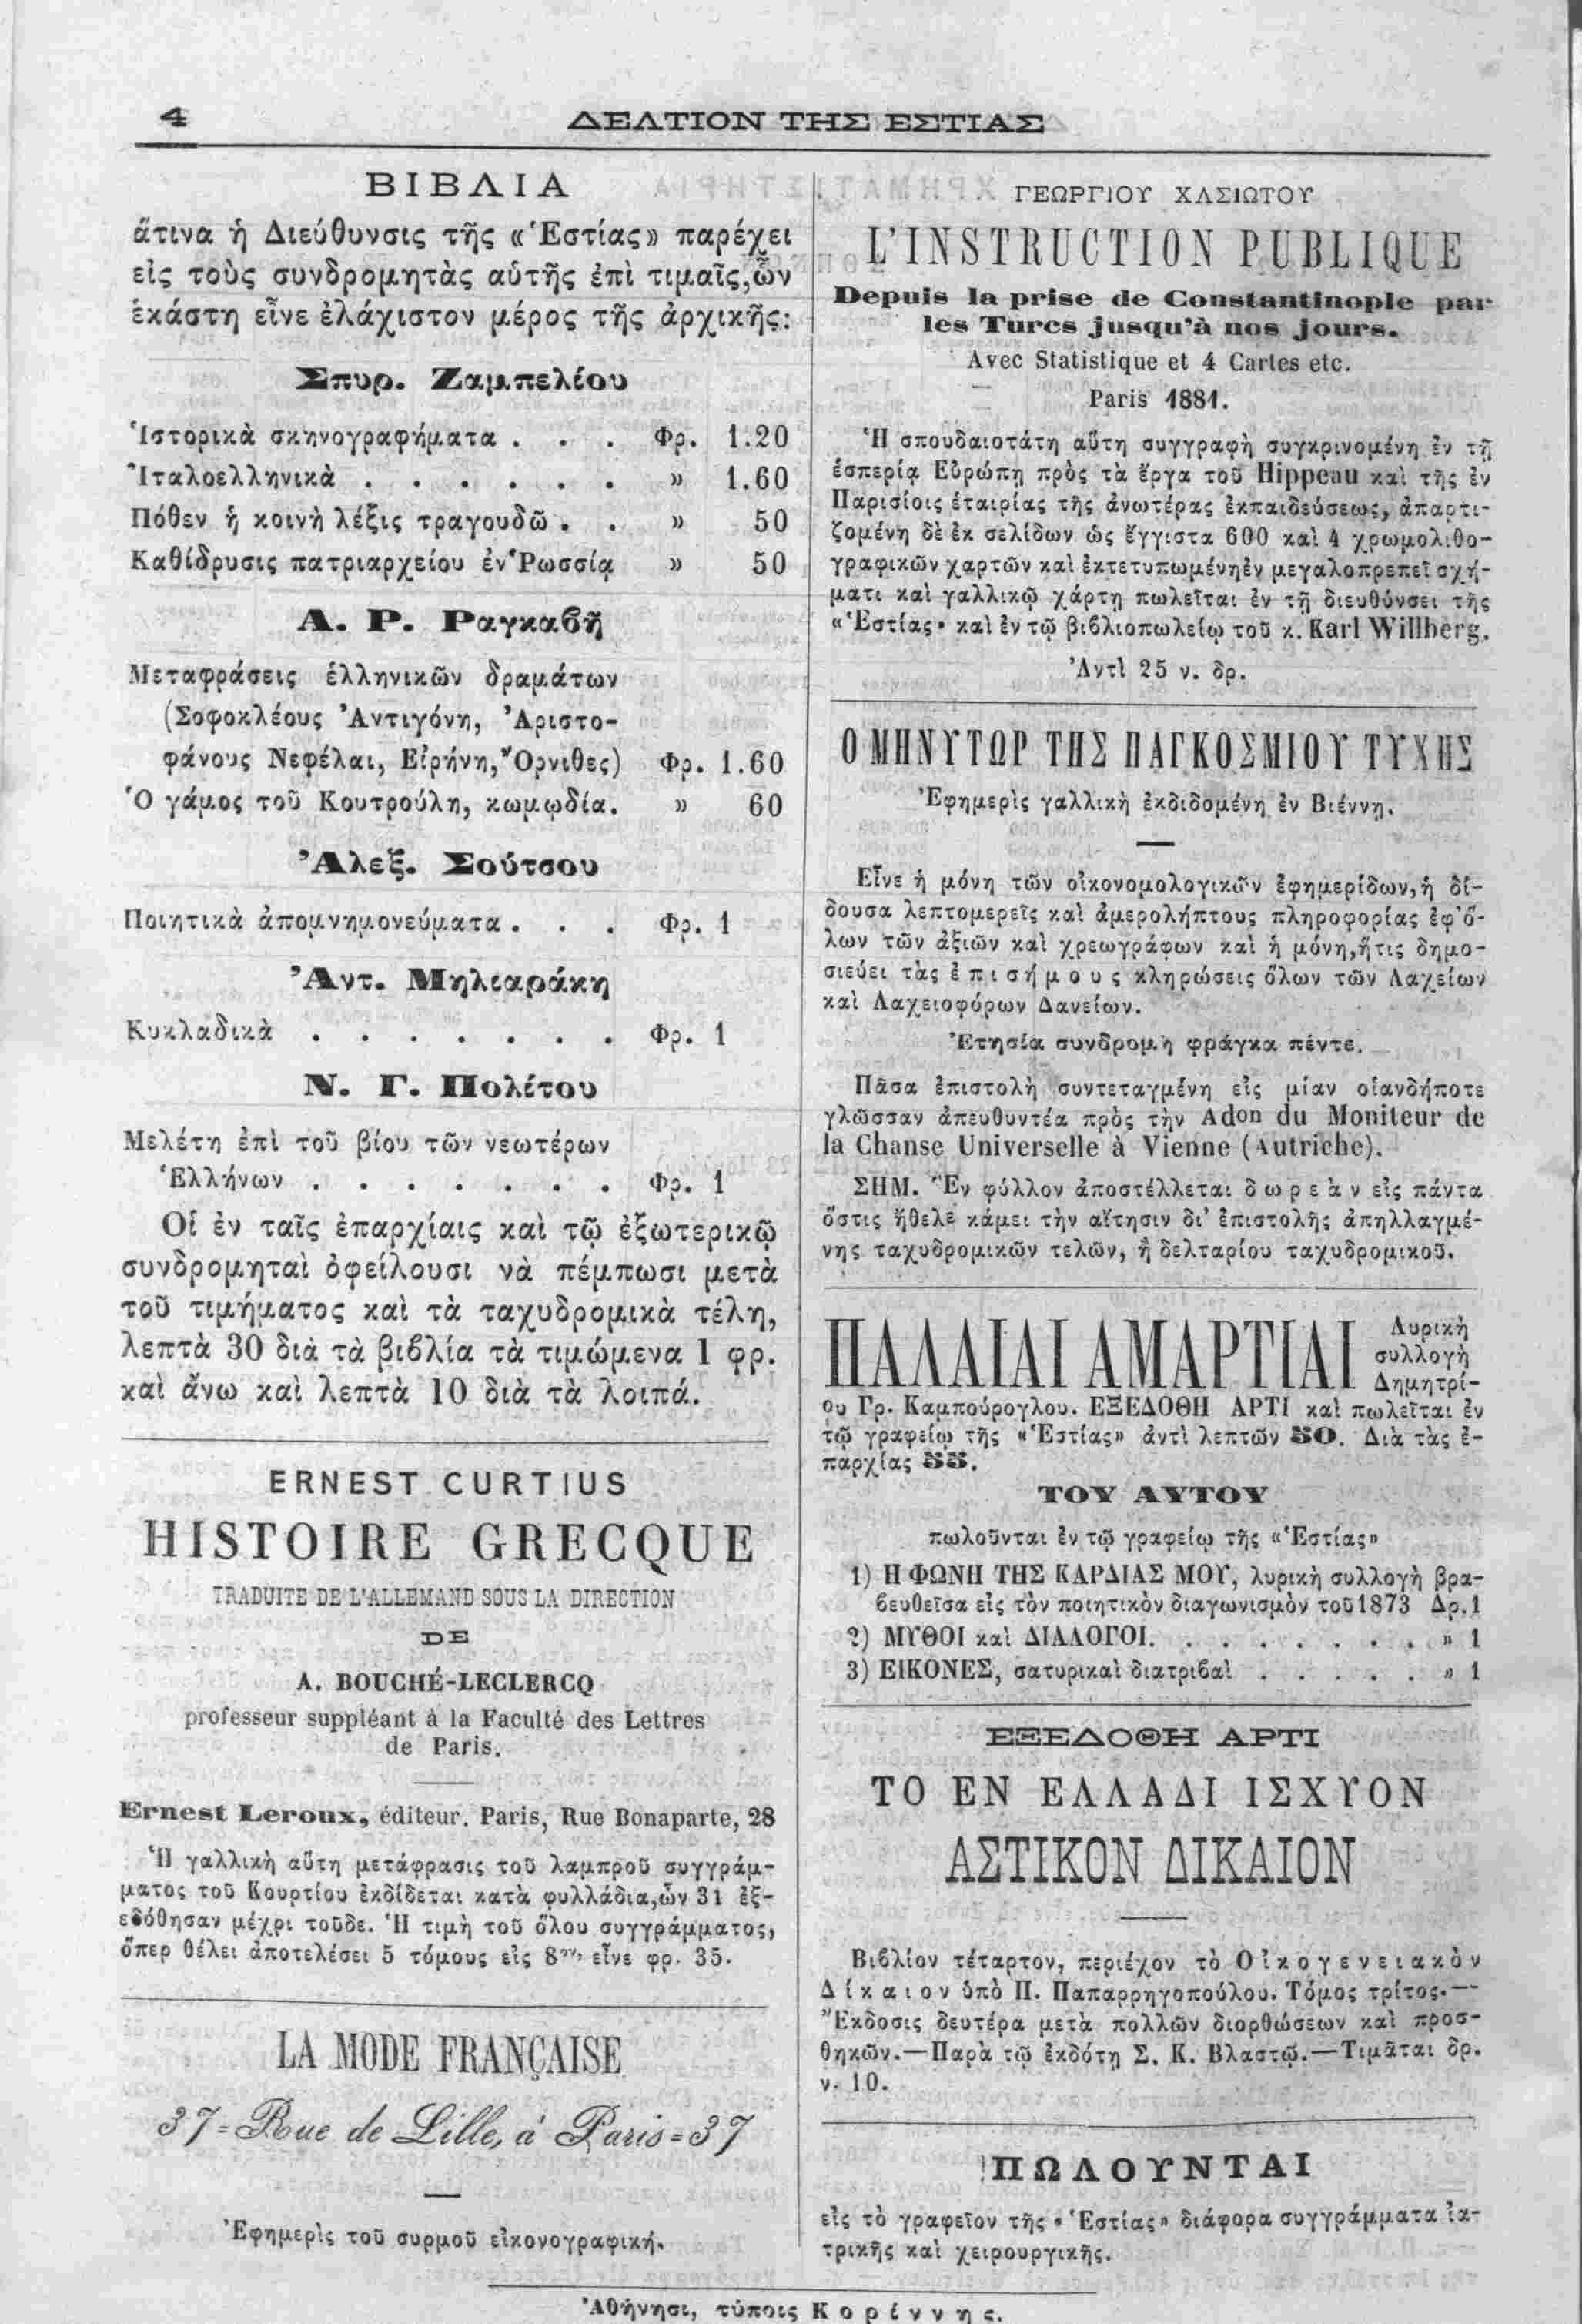 4
ΔΕΛΤΙΟΝ ΤΗΣ ΕΣΤΙΑΣ
ΒΙΒΛΙΑ
ἅτινα ἡ Διεύθυνσις τῆς «Ἑστίας» παρέχει
εἰς τοὺς συνδρομητὰς αὑτῆς ἐπὶ τιμαῖς, ὧν
ἑκάστη εἶνε ἐλάχιστον μέρος τῆς ἀρχικῆς:
Σπυρ. Ζαμπελίου
Ἱστορικὰ σκηνογραφήματα . . . Φρ. 1.20
Ἰταλοελληνικὰ . . . . . . » 1.60
Πόθεν ἡ κοινὴ λέξις τραγουδῶ . . » 50
Καθίδρυσις πατριαρχείου ἐν Ῥωσσίᾳ » 50
Α. Ρ. Ραγκαβῆ
Μεταφράσεις ἑλληνικῶν δραμάτων
(Σοφοκλέους Ἀντιγόνη, Ἀριστο-
φάνους Νεφέλαι, Εἰρήνη, Ὄρνιθες) Φρ. 1.60
Ὁ γάμος τοῦ Κουτρούλη, κωμῳδία. » 60
Ἀλεξ. Σούτσου
Ποιητικὰ ἀπομνημονεύματα . . . Φρ. 1
Ἀντ. Μηλιαράκη
Κυκλαδικὰ . . . . . . . Φρ. 1
Ν. Γ. Πολίτου
Μελέτη ἐπὶ τοῦ βίου τῶν νεωτέρων
Ἑλλήνων . . . . . . . Φρ. 1
Οἱ ἐν ταῖς ἐπαρχίαις καὶ τῷ ἐξωτερικῷ
συνδρομηταὶ ὀφείλουσι νὰ πέμπωσι μετὰ
τοῦ τιμήματος καὶ τὰ ταχυδρομικὰ τέλη,
λεπτὰ 30 διὰ τὰ βιβλία τὰ τιμώμενα 1 φρ.
καὶ ἄνω καὶ λεπτὰ 10 διὰ τὰ λοιπά.
ERNEST CURTIUS
HISTOIRE GRECQUE
TRADUITE DE L'ALLEMAND SOUS LA DIRECTION
DE
A. BOUCHÉ-LECLERCQ
professeur suppléant à la Faculté des Lettres
de Paris.
Ernest Leroux, éditeur. Paris, Rue Bonaparte, 28
Ἡ γαλλικὴ αὕτη μετάφρασις τοῦ λαμπροῦ συγγράμ-
ματος τοῦ Κουρτίου ἐκδίδεται κατὰ φυλλάδια, ὧν 31 ἐξ-
εδόθησαν μέχρι τοῦδε. Ἡ τιμὴ τοῦ ὅλου συγγράμματος,
ὅπερ θέλει ἀποτελέσει 5 τόμους εἰς 8ον, εἶνε φρ. 35.
LA MODE FRANÇAISE
37=Rue de Lille, à Paris=37
Ἐφημερὶς τοῦ συρμοῦ εἰκονογραφική.
ΓΕΩΡΓΙΟΥ ΧΑΣΙΩΤΟΥ
L'INSTRUCTION PUBLIQUE
Depuis la prise de Constantinople par
les Turcs jusqu'à nos jours.
Avec Statistique et 4 Cartes etc.
Paris 1881.
Ἡ σπουδαιοτάτη αὕτη συγγραφὴ συγκρινομένη ἐν τῇ
ἑσπερίᾳ Εὐρώπῃ πρὸς τὰ ἔργα τοῦ Hippeau καὶ τῆς ἐν
Παρισίοις ἑταιρίας τῆς ἀνωτέρας ἐκπαιδεύσεως, ἀπαρτι-
ζομένη δὲ ἐκ σελίδων ὡς ἔγγιστα 600 καὶ 4 χρωμολιθο-
γραφικῶν χαρτῶν καὶ ἐκτετυπωμένη ἐν μεγαλοπρεπεῖ σχή-
ματι καὶ γαλλικῷ χάρτῃ πωλεῖται ἐν τῇ διευθύνσει τῆς
«Ἑστίας» καὶ ἐν τῷ βιβλιοπωλείῳ τοῦ κ. Karl Willberg.
Ἀντὶ 25 ν. δρ.
Ο ΜΗΝΥΤΩΡ ΤΗΣ ΠΑΓΚΟΣΜΙΟΥ ΤΥΧΗΣ
Ἐφημερὶς γαλλικὴ ἐκδιδομένη ἐν Βιέννῃ.
Εἶνε ἡ μόνη τῶν οἰκονομολογικῶν ἐφημερίδων, ἡ δί-
δουσα λεπτομερεῖς καὶ ἀμερολήπτους πληροφορίας ἐφ' ὅ-
λων τῶν ἀξιῶν καὶ χρεωγράφων καὶ ἡ μόνη, ἥτις δημο-
σιεύει τὰς ἐπισήμους κληρώσεις ὅλων τῶν Λαχείων
καὶ Λαχειοφόρων Δανείων.
Ἐτησία συνδρομὴ φράγκα πέντε.
Πᾶσα ἐπιστολὴ συντεταγμένη εἰς μίαν οἱανδήποτε
γλῶσσαν ἀπευθυντέα πρὸς τὴν Adon du Moniteur de
la Chanse Universelle à Vienne (Autriche).
ΣΗΜ. Ἓν φύλλον ἀποστέλλεται δωρεὰν εἰς πάντα
ὅστις ἤθελε κάμει τὴν αἴτησιν δι' ἐπιστολῆς ἀπηλλαγμέ-
νης ταχυδρομικῶν τελῶν, ἢ δελταρίου ταχυδρομικοῦ.
ΠΑΛΑΙΑΙ ΑΜΑΡΤΙΑΙ Λυρικὴ
συλλογὴ
Δημητρί-
ου Γρ. Καμπούρογλου. ΕΞΕΔΟΘΗ ΑΡΤΙ καὶ πωλεῖται ἐν
τῷ γραφείῳ τῆς «Ἑστίας» ἀντὶ λεπτῶν 50. Διὰ τὰς ἐ-
παρχίας 55.
ΤΟΥ ΑΥΤΟΥ
πωλοῦνται ἐν τῷ γραφείῳ τῆς «Ἑστίας»
1) Η ΦΩΝΗ ΤΗΣ ΚΑΡΔΙΑΣ ΜΟΥ, λυρικὴ συλλογὴ βρα-
βευθεῖσα εἰς τὸν ποιητικὸν διαγωνισμὸν τοῦ 1873 Δρ. 1
2) ΜΥΘΟΙ καὶ ΔΙΑΛΟΓΟΙ. . . . . . . . » 1
3) ΕΙΚΟΝΕΣ, σατυρικαὶ διατριβαὶ . . . . . » 1
ΕΞΕΔΟΘΗ ΑΡΤΙ
ΤΟ ΕΝ ΕΛΛΑΔΙ ΙΣΧΥΟΝ
ΑΣΤΙΚΟΝ ΔΙΚΑΙΟΝ
Βιβλίον τέταρτον, περιέχον τὸ Οἰκογενειακὸν
Δίκαιον ὑπὸ Π. Παπαρρηγοπούλου. Τόμος τρίτος.—
Ἔκδοσις δευτέρα μετὰ πολλῶν διορθώσεων καὶ προσ-
θηκῶν.—Παρὰ τῷ ἐκδότῃ Σ. Κ. Βλαστῷ.—Τιμᾶται δρ.
ν. 10.
ΠΩΛΟΥΝΤΑΙ
εἰς τὸ γραφεῖον τῆς «Ἑστίας» διάφορα συγγράμματα ἰα-
τρικῆς καὶ χειρουργικῆς.
Ἀθήνησι, τύποις Κορίννης.